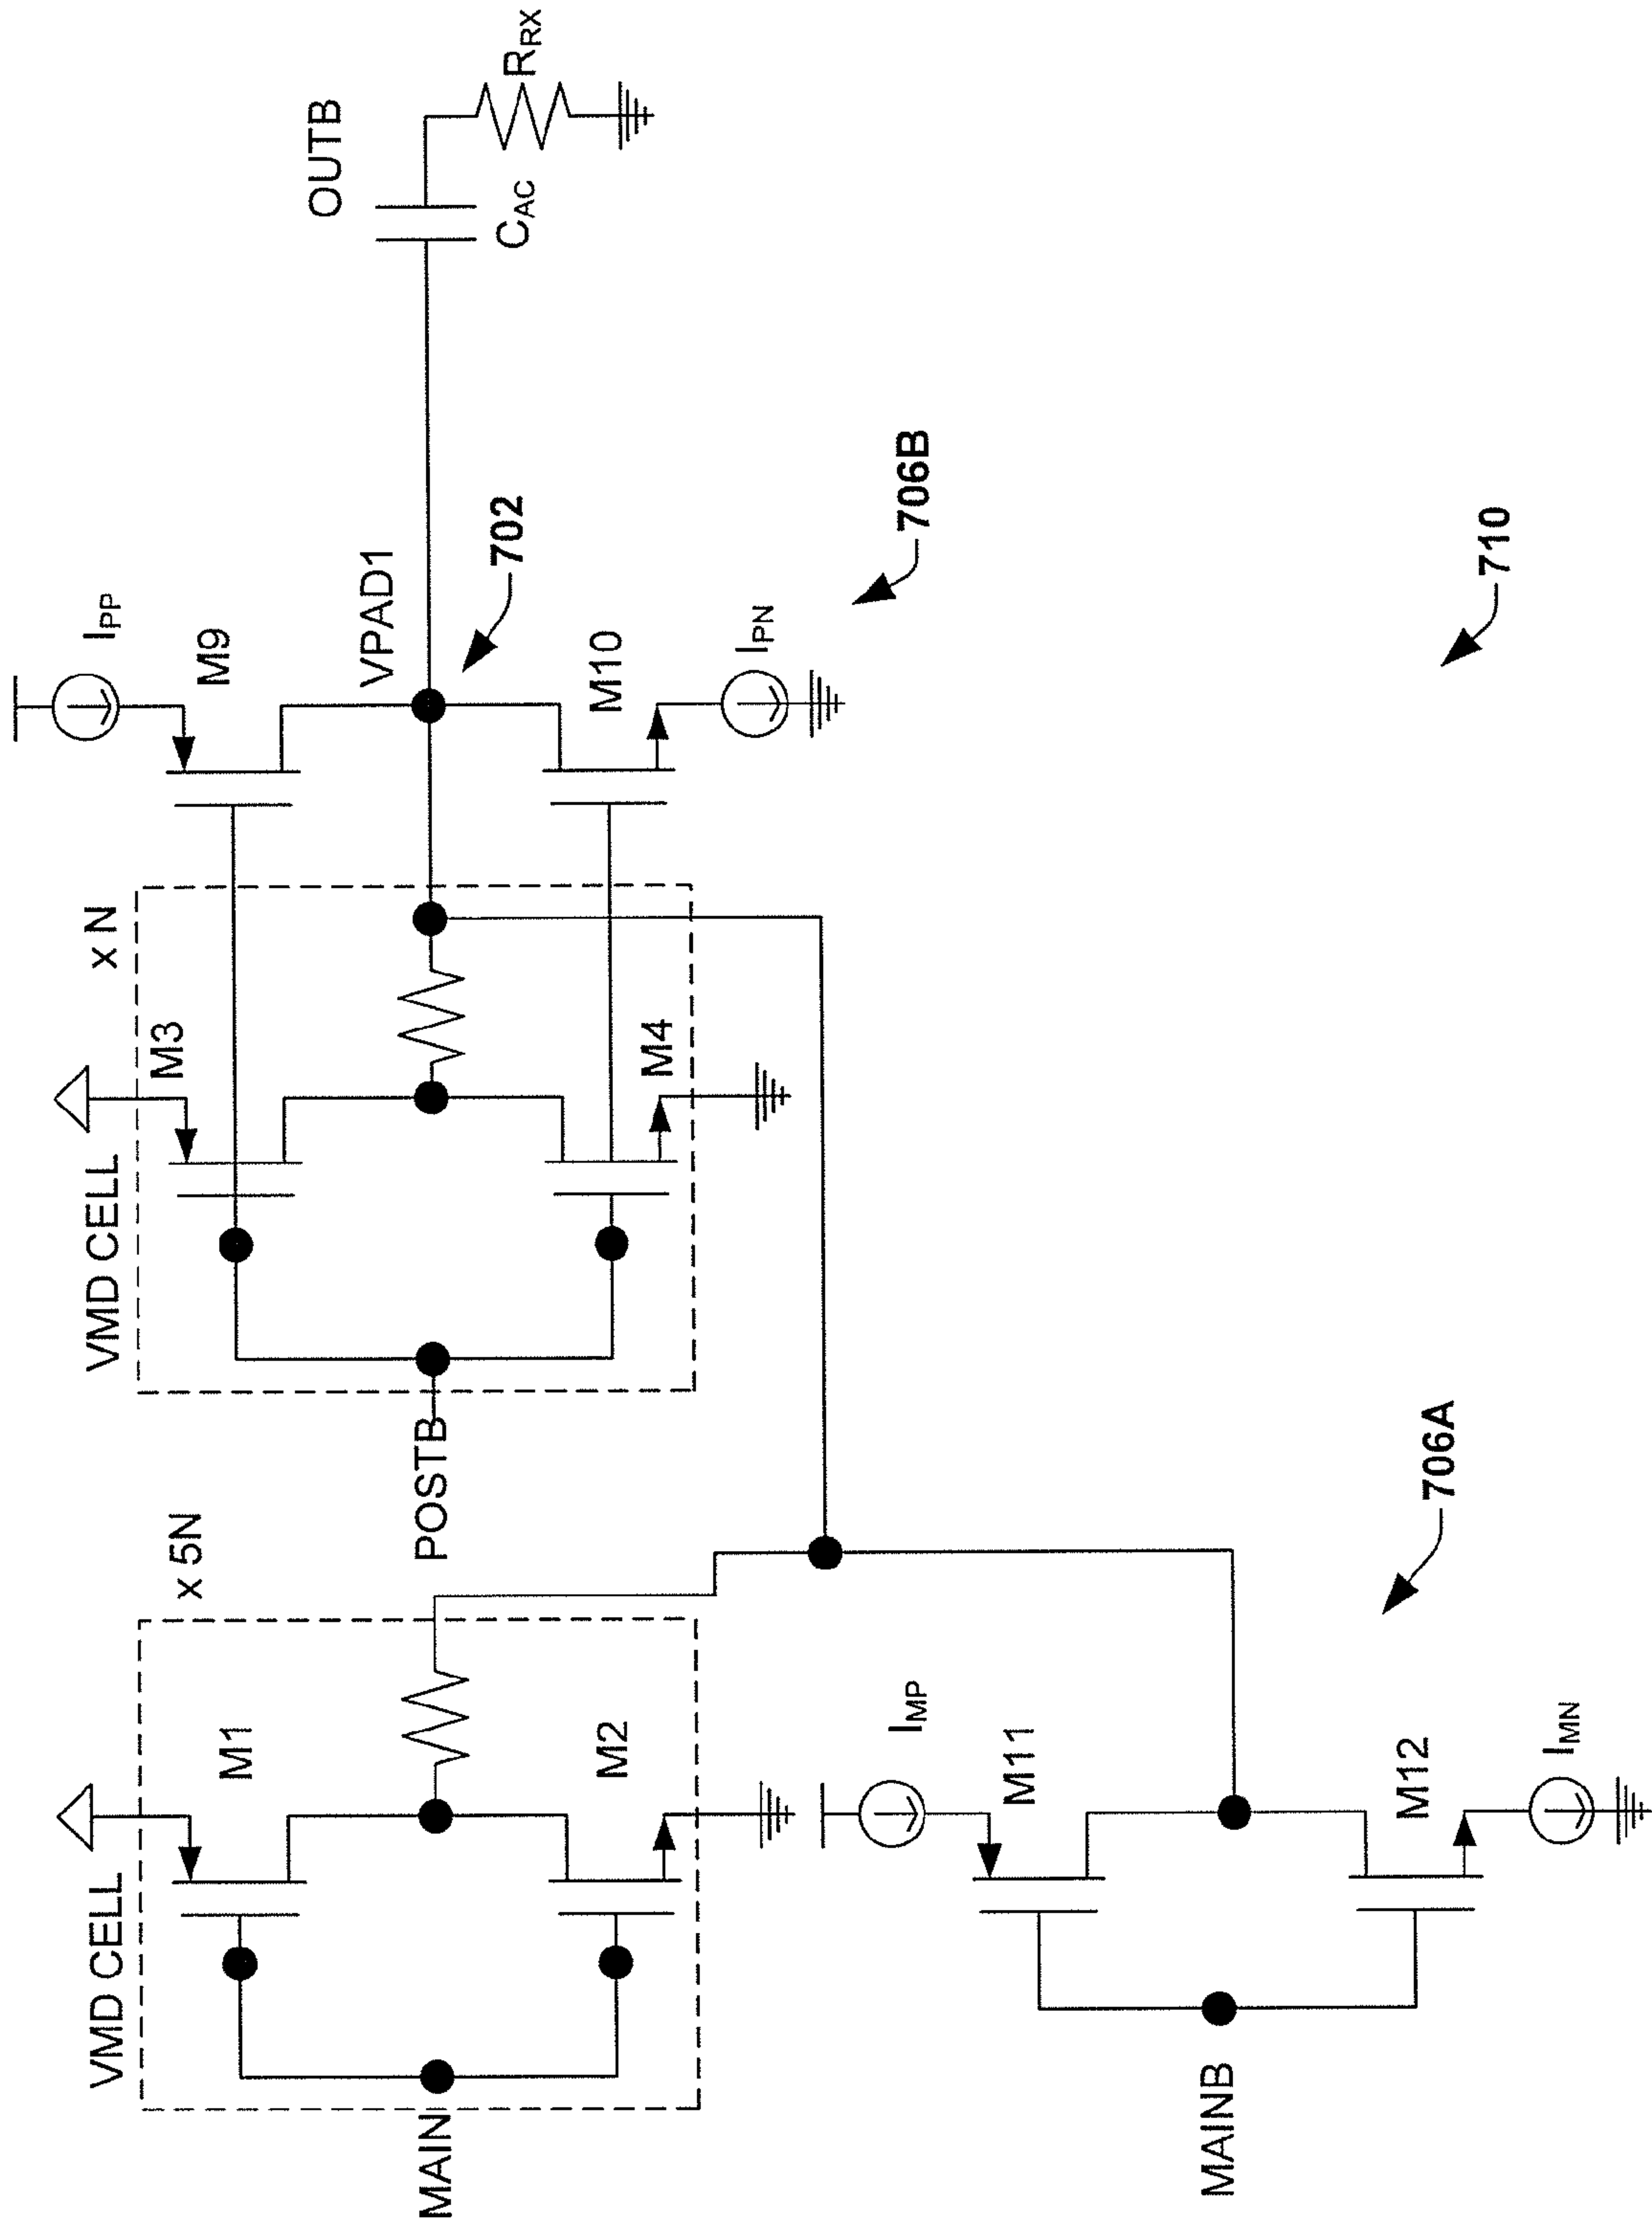 VMD CELL
x 5N
M1
M2
MAIN
VMD CELL
x N
M3
M4
POSTB
I_PP
M9
VPAD1
702
M10
I_PN
706B
OUTB
C_AC
R_RX
I_MP
M11
M12
I_MN
MAINB
706A
710